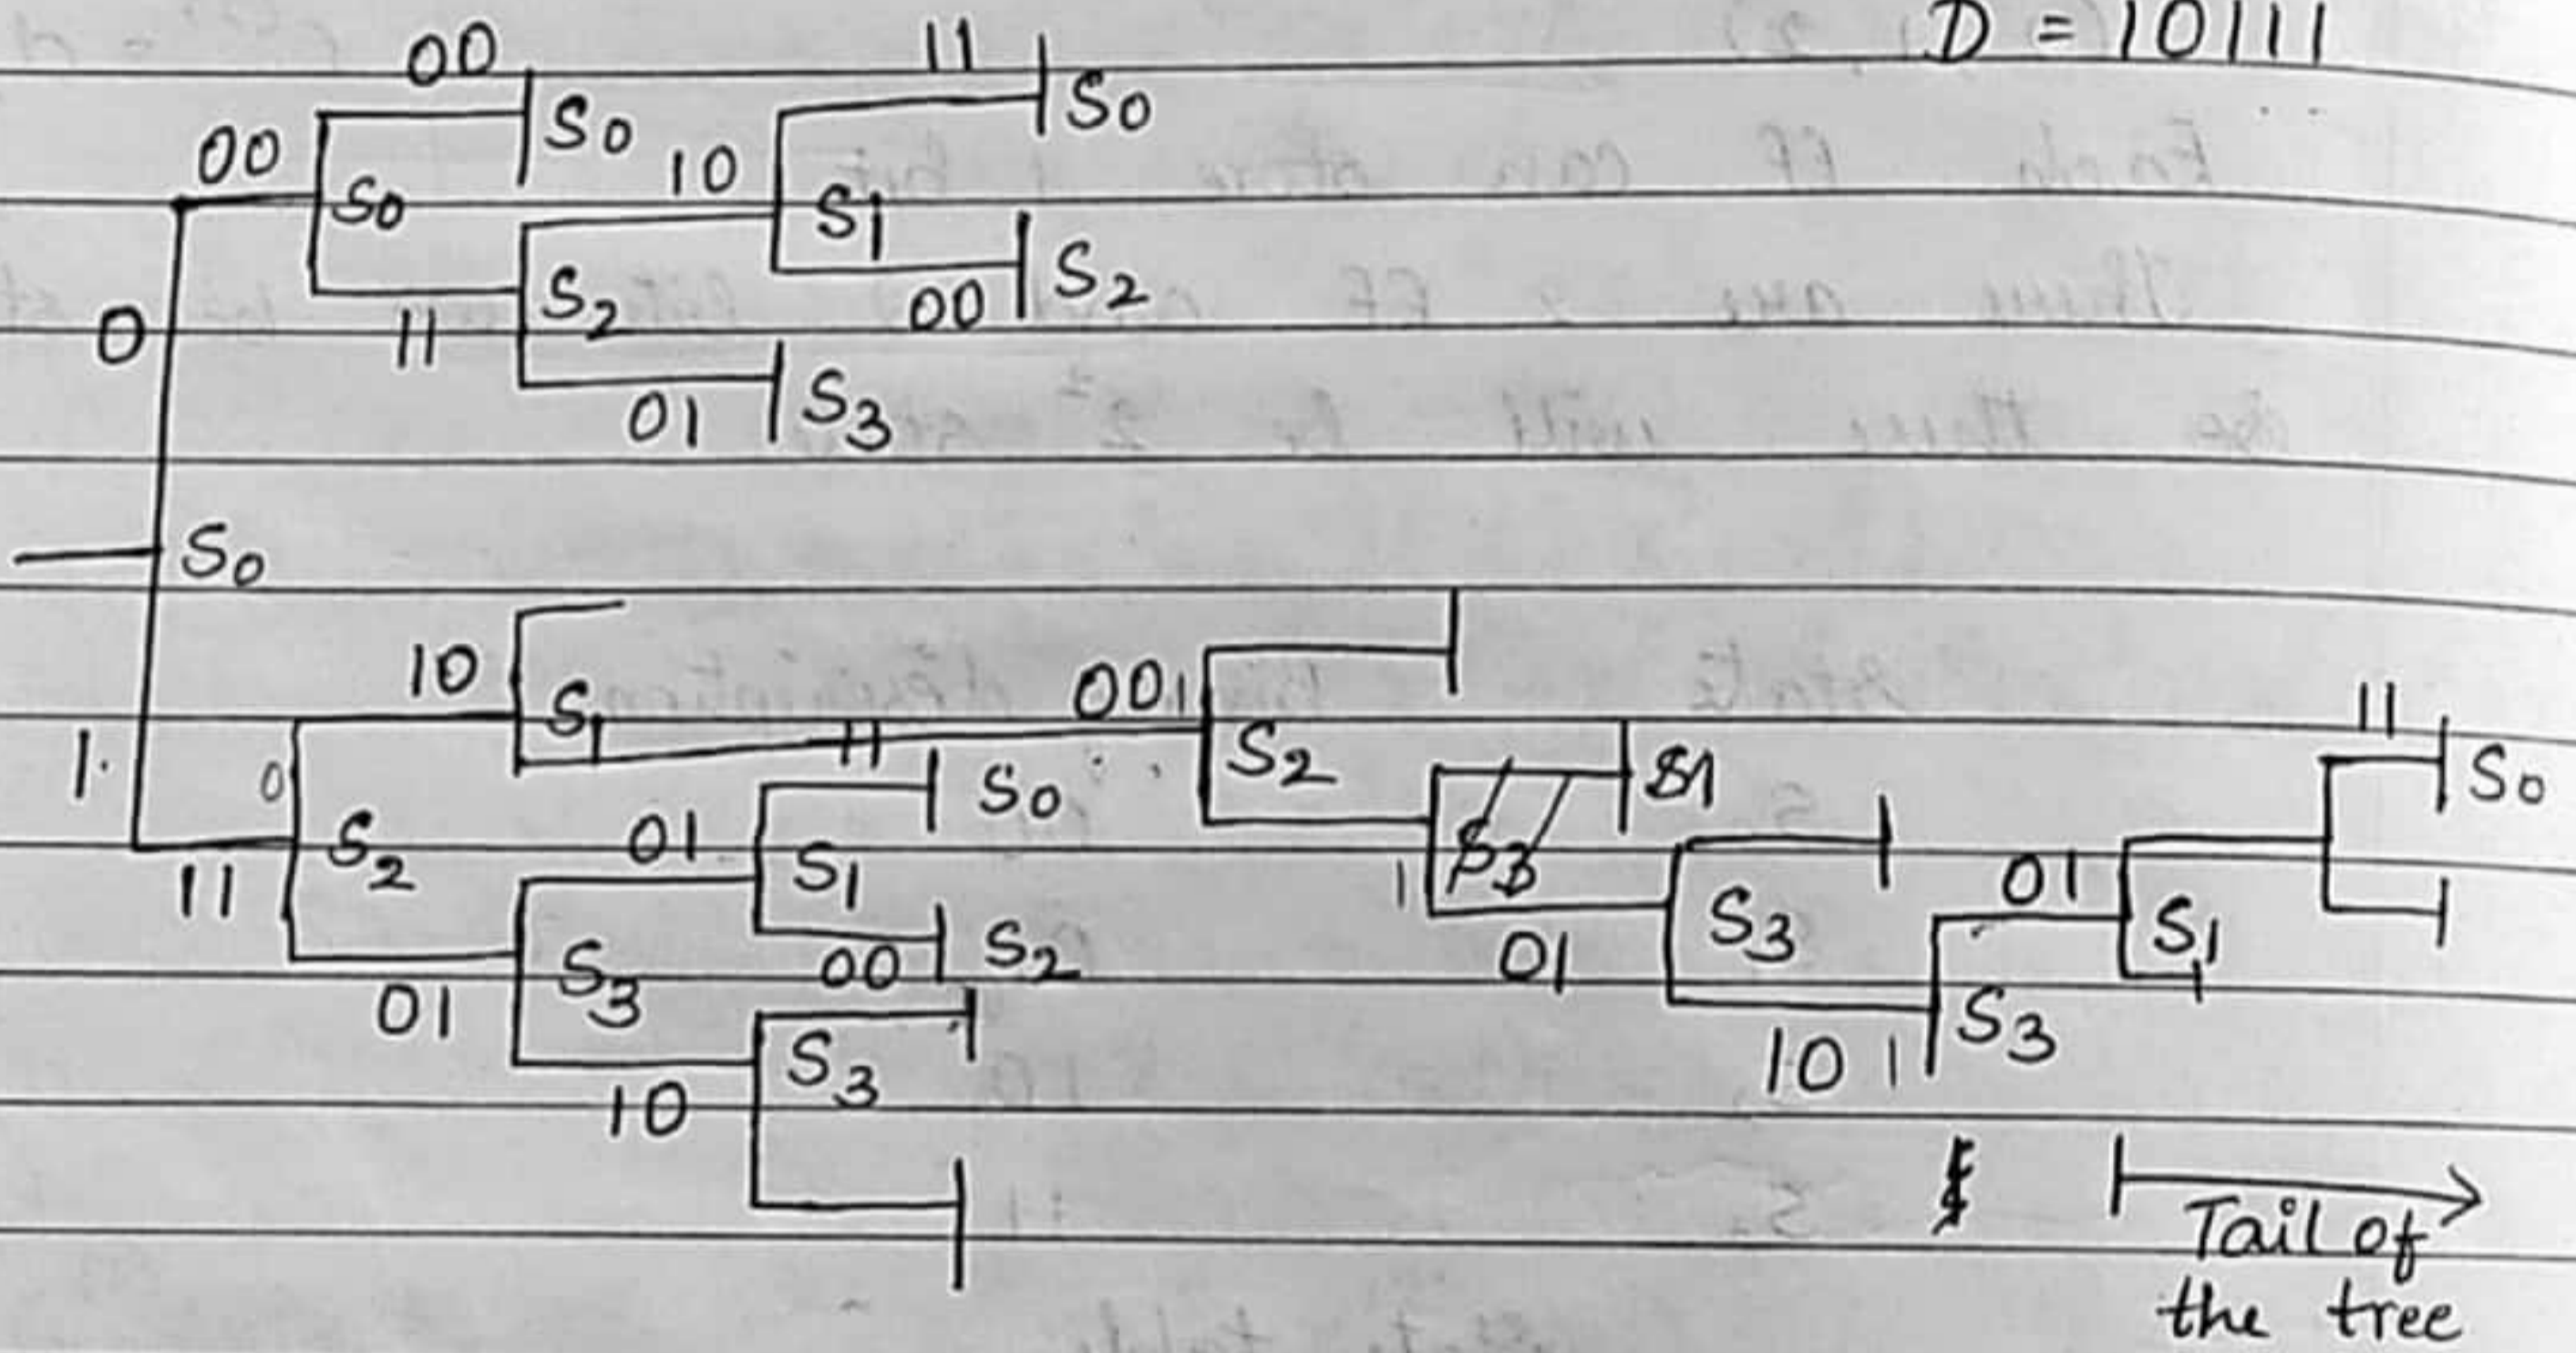 D = 10111
00 11
S0 S0
00 10
S0 S1
S2 00 S2
0 11
01 S3
S0
10 001
S1 11 S2 11
1. 0 S0 S1 S0
S2 01 S1 S3 01
11 1 S3 S1
01 S3 00 S2 01
S3 10 1 S3
10
Tail of
the tree